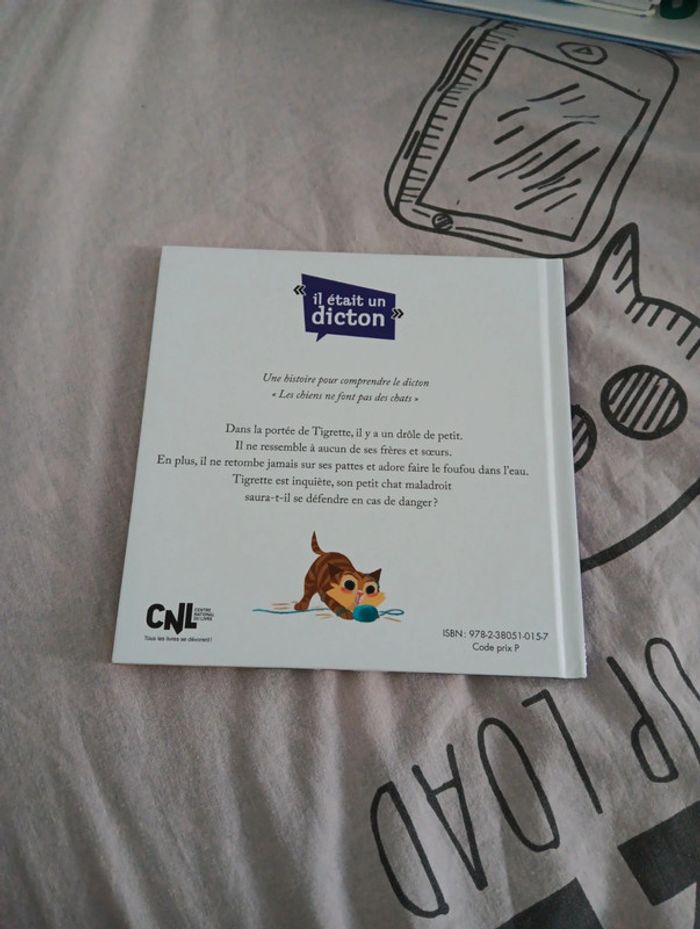 « il était un
dicton »
Une histoire pour comprendre le dicton
« Les chiens ne font pas des chats »
Dans la portée de Tigrette, il y a un drôle de petit.
Il ne ressemble à aucun de ses frères et sœurs.
En plus, il ne retombe jamais sur ses pattes et adore faire le foufou dans l'eau.
Tigrette est inquiète, son petit chat maladroit
saura-t-il se défendre en cas de danger ?
CNL CENTRE
NATIONAL
DU LIVRE
Tous les livres se dévorent !
ISBN : 978-2-38051-015-7
Code prix P
UPLOAD